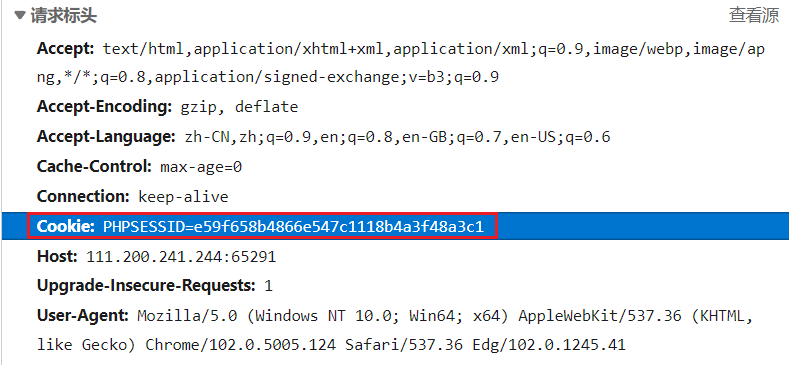 ▼ 请求标头 查看源
Accept: text/html,application/xhtml+xml,application/xml;q=0.9,image/webp,image/ap
ng,*/*;q=0.8,application/signed-exchange;v=b3;q=0.9
Accept-Encoding: gzip, deflate
Accept-Language: zh-CN,zh;q=0.9,en;q=0.8,en-GB;q=0.7,en-US;q=0.6
Cache-Control: max-age=0
Connection: keep-alive
Cookie: PHPSESSID=e59f658b4866e547c1118b4a3f48a3c1
Host: 111.200.241.244:65291
Upgrade-Insecure-Requests: 1
User-Agent: Mozilla/5.0 (Windows NT 10.0; Win64; x64) AppleWebKit/537.36 (KHTML,
like Gecko) Chrome/102.0.5005.124 Safari/537.36 Edg/102.0.1245.41